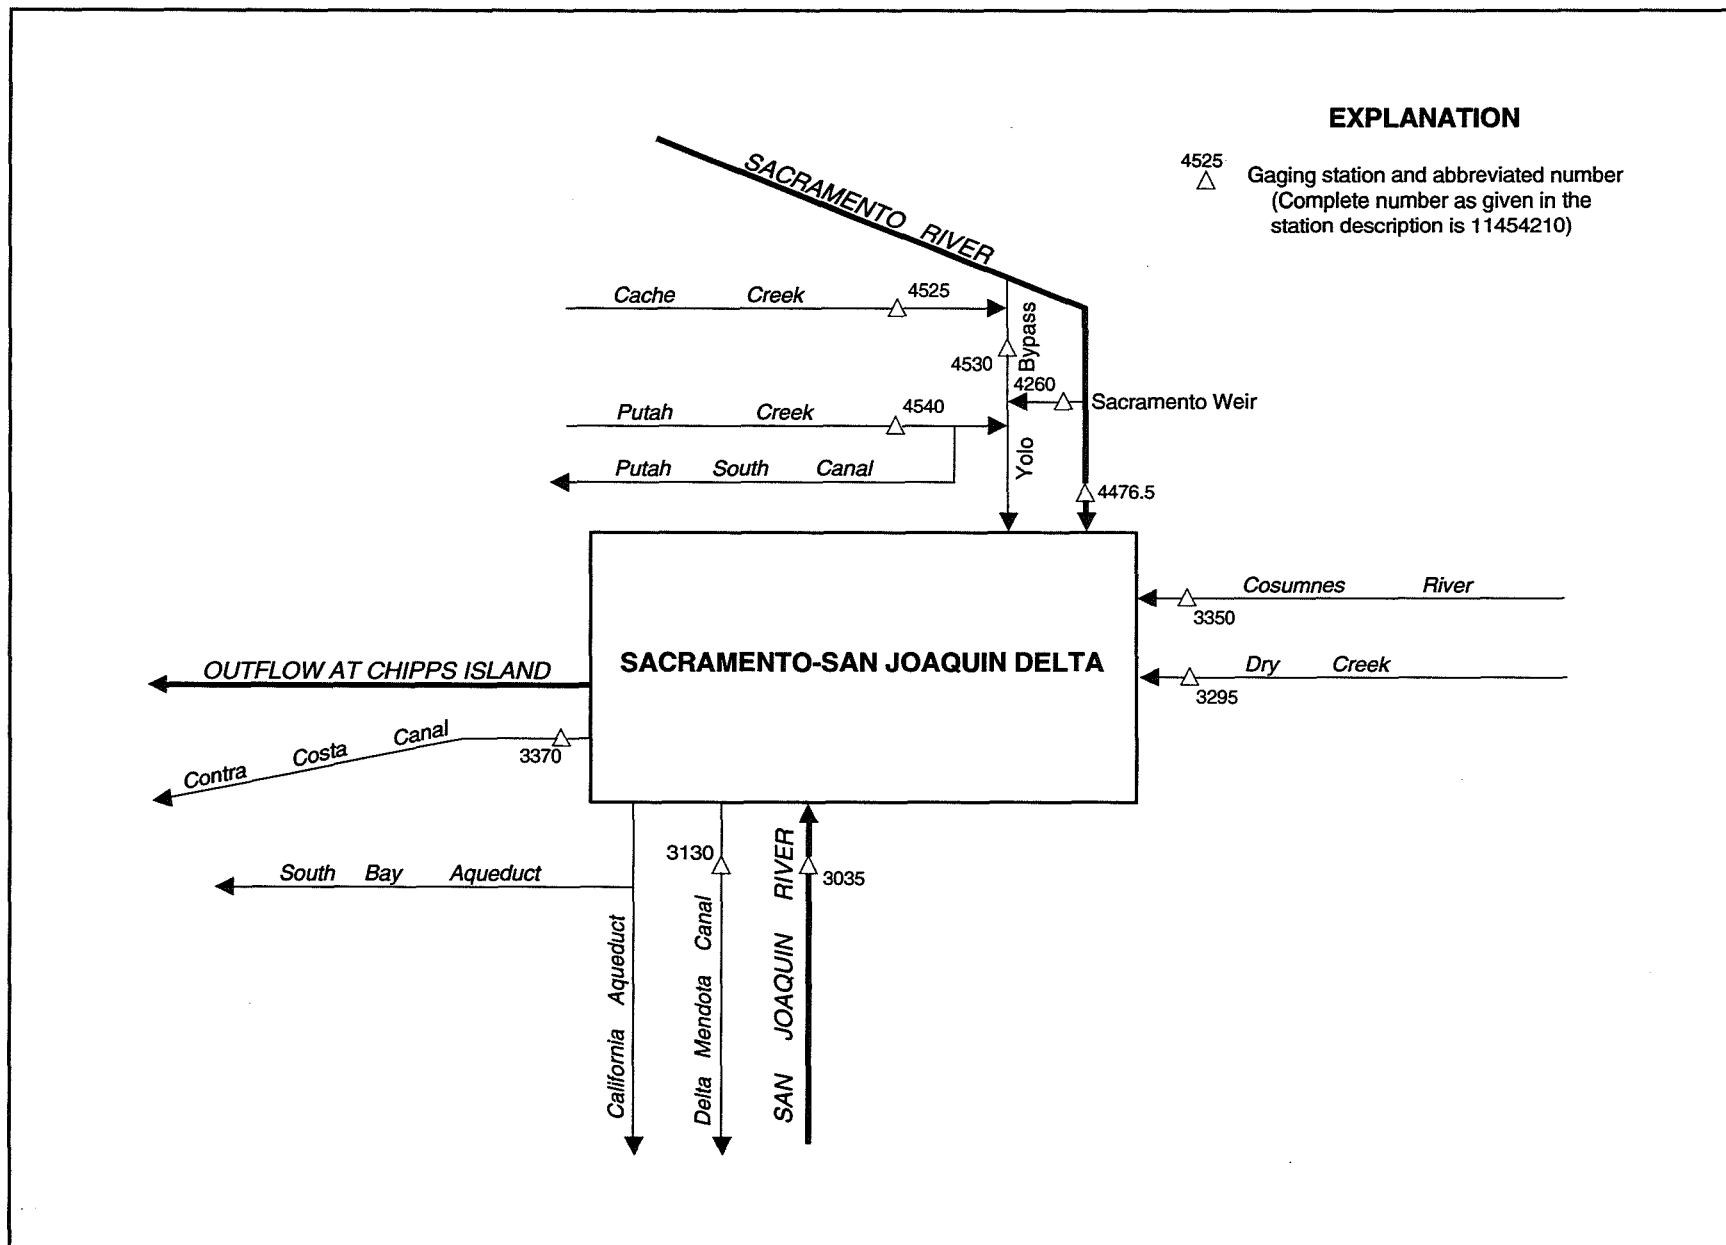 EXPLANATION
4525
Gaging station and abbreviated number
(Complete number as given in the
station description is 11454210)
SACRAMENTO RIVER
Cache Creek
4525
4530
Bypass
4260
Sacramento Weir
Putah Creek
4540
Yolo
Putah South Canal
4476.5
Cosumnes River
3350
SACRAMENTO-SAN JOAQUIN DELTA
Dry Creek
3295
OUTFLOW AT CHIPPS ISLAND
Contra Costa Canal
3370
South Bay Aqueduct
California Aqueduct
3130
Delta Mendota Canal
SAN JOAQUIN RIVER
3035